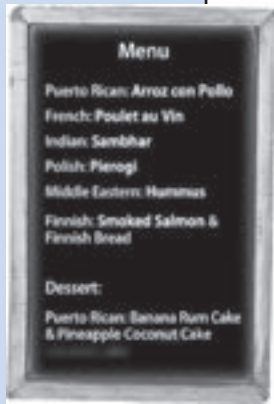 Menu
Puerto Rican: Arroz con Pollo
French: Poulet au Vin
Indian: Sambhar
Polish: Pierogi
Middle Eastern: Hummus
Finnish: Smoked Salmon &
Finnish Bread
Dessert:
Puerto Rican: Banana Rum Cake
& Pineapple Coconut Cake